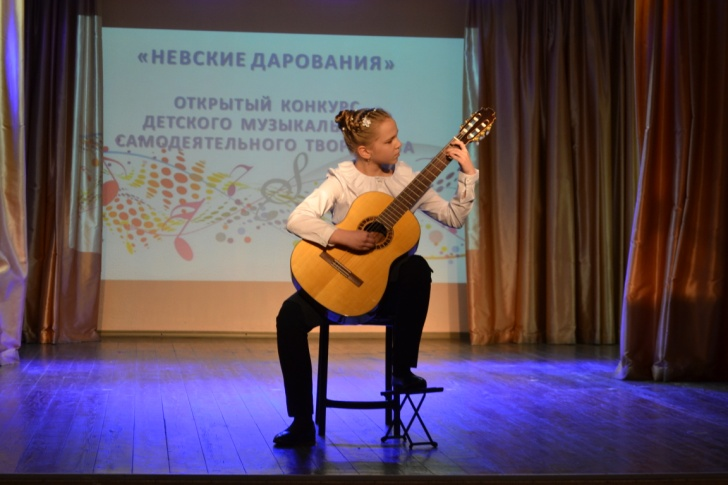 «НЕВСКИЕ ДАРОВАНИЯ»
ОТКРЫТЫЙ КОНКУРС
ДЕТСКОГО
САМОДЕЯТЕЛЬНОГО